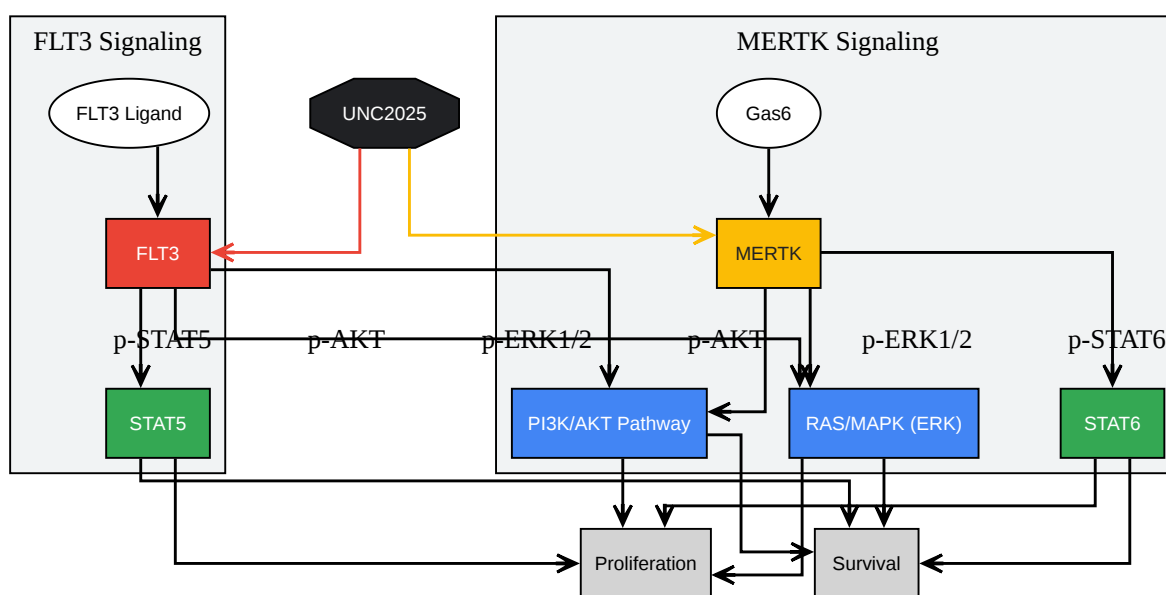 FLT3 Signaling
MERTK Signaling
FLT3 Ligand
UNC2025
Gas6
FLT3
MERTK
p-STAT5
p-AKT
p-ERK1/2
p-AKT
p-ERK1/2
p-STAT6
STAT5
PI3K/AKT Pathway
RAS/MAPK (ERK)
STAT6
Proliferation
Survival